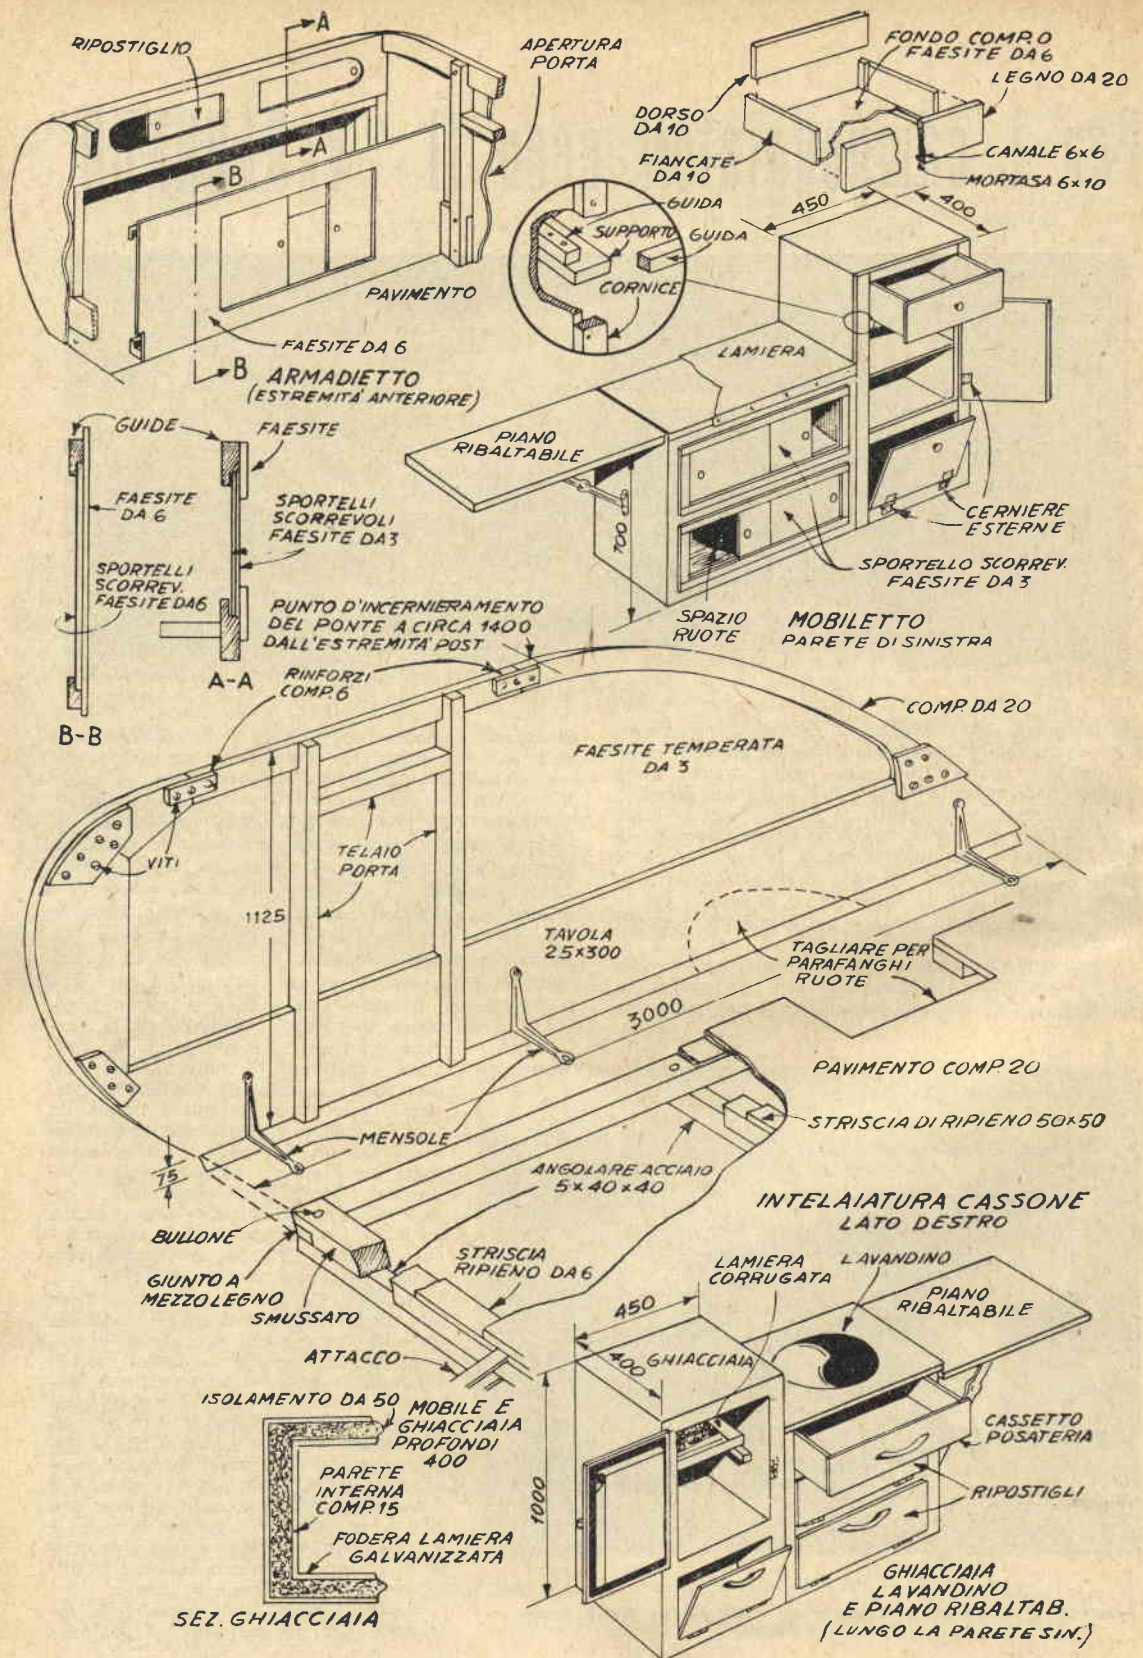 RIPOSTIGLIO
A
APERTURA
PORTA
A
B
PAVIMENTO
FAESITE DA 6
B
ARMADIETTO
(ESTREMITÀ ANTERIORE)
FONDO COMP. O
FAESITE DA 6
LEGNO DA 20
DORSO
DA 10
FIANCATE
DA 10
CANALE 6x6
MORTASA 6x10
450
400
GUIDA
SUPPORTO
GUIDA
CORNICE
LAMIERA
PIANO
RIBALTABILE
700
CERNIERE
ESTERNE
SPORTELLO SCORREV.
FAESITE DA 3
SPAZIO
RUOTE
MOBILETTO
PARETE DI SINISTRA
GUIDE
FAESITE
FAESITE
DA 6
SPORTELLI
SCORREVOLI
FAESITE DA 3
SPORTELLI
SCORREV.
FAESITE DA 6
A-A
B-B
PUNTO D'INCERNIERAMENTO
DEL PONTE A CIRCA 1400
DALL'ESTREMITÀ POST
RINFORZI
COMP. 6
COMP. DA 20
FAESITE TEMPERATA
DA 3
VITI
TELAIO
PORTA
1125
TAVOLA
25x300
TAGLIARE PER
PARAFANGHI
RUOTE
3000
PAVIMENTO COMP. 20
STRISCIA DI RIPIENO 50x50
MENSOLE
75
ANGOLARE ACCIAIO
5x40x40
INTELAIATURA CASSONE
LATO DESTRO
BULLONE
GIUNTO A
MEZZO LEGNO
SMUSSATO
STRISCIA
RIPIENO DA 6
ATTACCO
LAMIERA
CORRUGATA
LAVANDINO
PIANO
RIBALTABILE
450
400
GHIACCIAIA
1000
CASSETTO
POSATERIA
RIPOSTIGLI
ISOLAMENTO DA 50
MOBILE E
GHIACCIAIA
PROFONDI
400
PARETE
INTERNA
COMP. 15
FODERA LAMIERA
GALVANIZZATA
SEZ. GHIACCIAIA
GHIACCIAIA
LAVANDINO
E PIANO RIBALTAB.
(LUNGO LA PARETE SIN.)